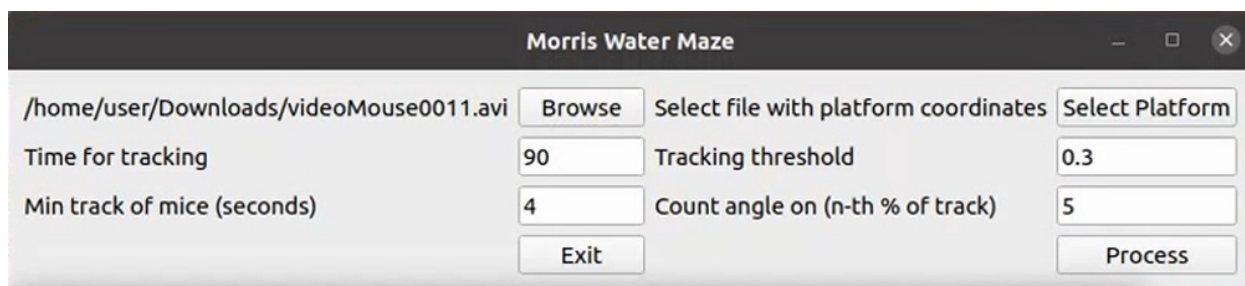 Morris Water Maze
/home/user/Downloads/videoMouse0011.avi Browse Select file with platform coordinates Select Platform
Time for tracking 90 Tracking threshold 0.3
Min track of mice (seconds) 4 Count angle on (n-th % of track) 5
Exit Process